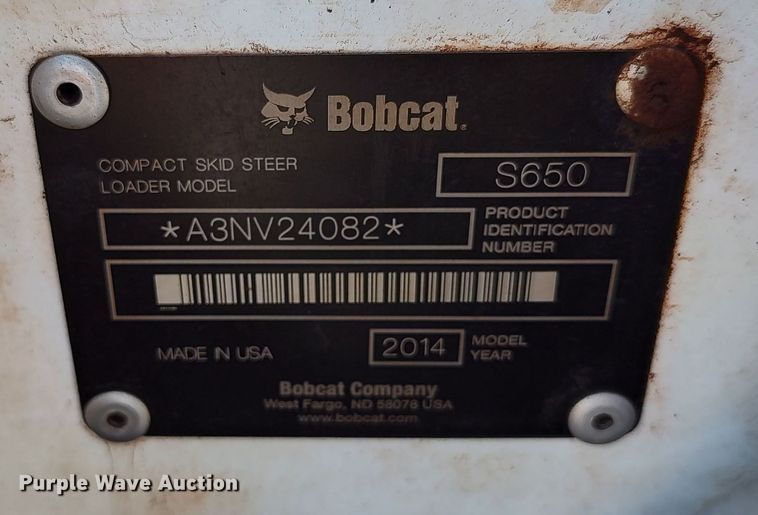 Bobcat.
COMPACT SKID STEER
LOADER MODEL
S650
*A3NV24082*
PRODUCT
IDENTIFICATION
NUMBER
MADE IN USA
2014
MODEL
YEAR
Bobcat Company
West Fargo, ND 58078 USA
www.bobcat.com
Purple Wave Auction